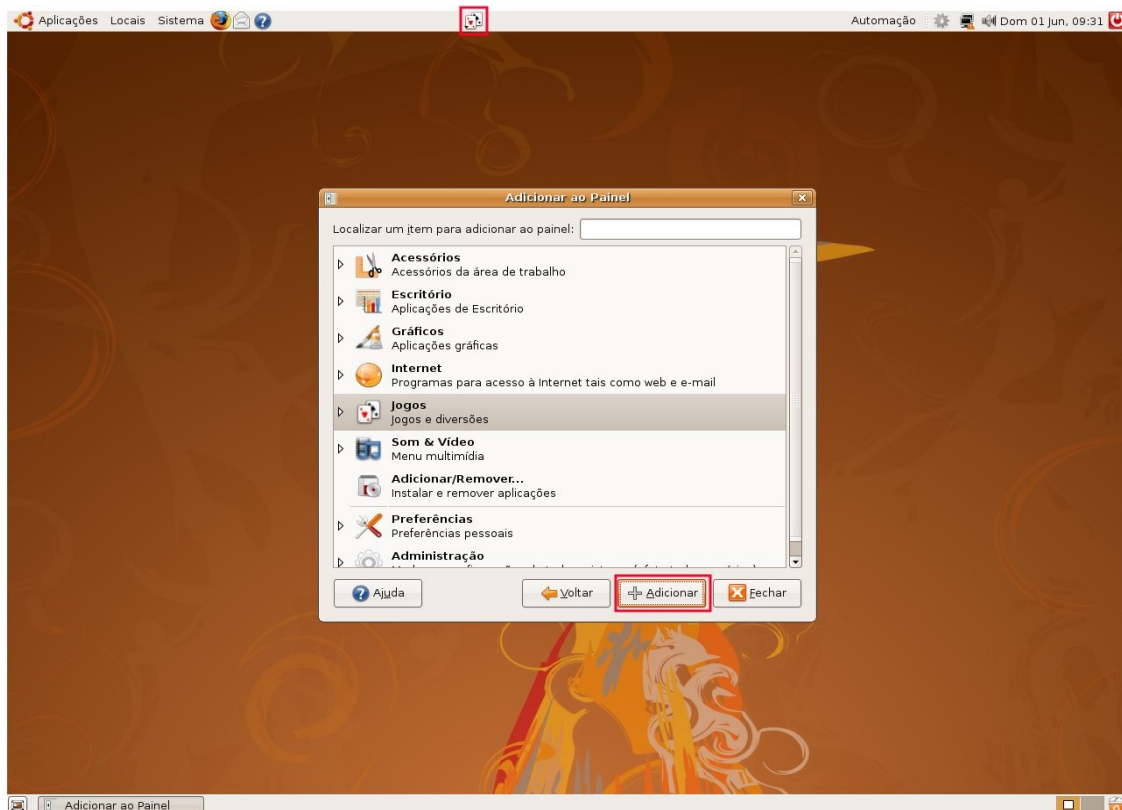 Aplicações Locais Sistema
Automação Dom 01 Jun, 09:31
Adicionar ao Painel
Localizar um item para adicionar ao painel:
Acessórios
Acessórios da área de trabalho
Escritório
Aplicações de Escritório
Gráficos
Aplicações gráficas
Internet
Programas para acesso à Internet tais como web e e-mail
Jogos
Jogos e diversões
Som & Vídeo
Menu multimídia
Adicionar/Remover...
Instalar e remover aplicações
Preferências
Preferências pessoais
Administração
Ajuda Voltar Adicionar Fechar
Adicionar ao Painel